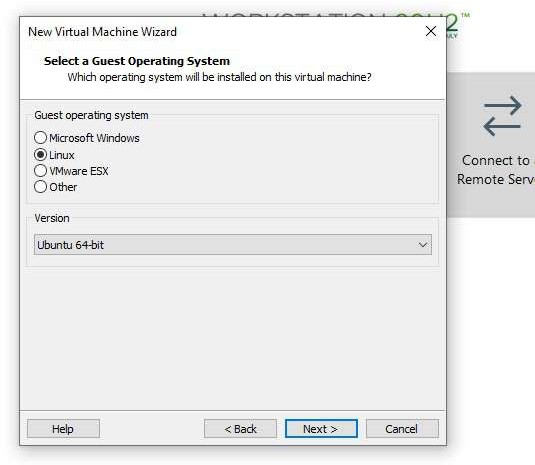 New Virtual Machine Wizard
Select a Guest Operating System
Which operating system will be installed on this virtual machine?
Guest operating system
Microsoft Windows
Linux
VMware ESX
Other
Version
Ubuntu 64-bit
Help
< Back
Next >
Cancel
Connect to
Remote